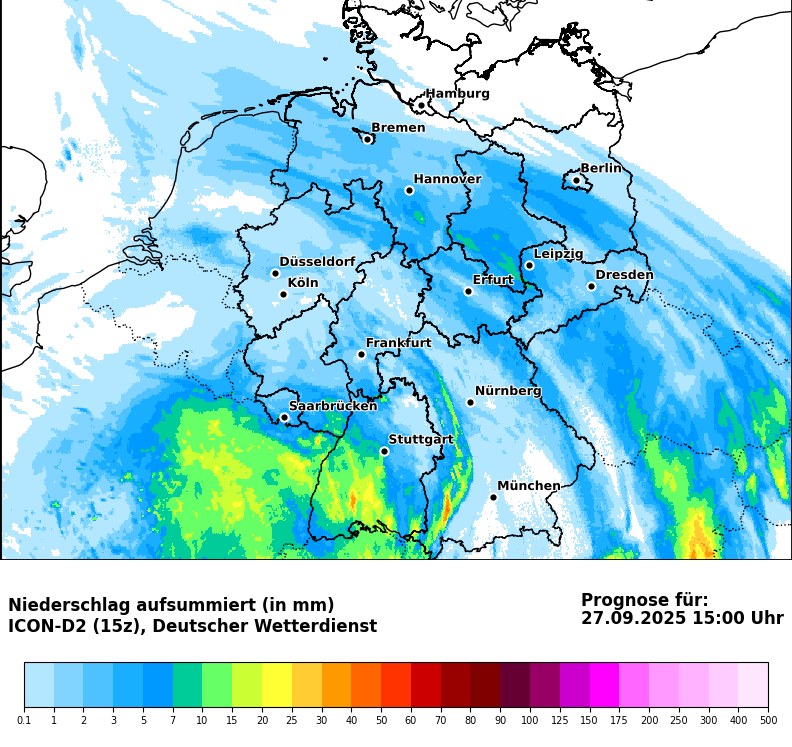 Hamburg
Bremen
Berlin
Hannover
Leipzig
Düsseldorf
Dresden
Köln
Erfurt
Frankfurt
Nürnberg
Saarbrücken
Stuttgart
München
Niederschlag aufsummiert (in mm)
ICON-D2 (15z), Deutscher Wetterdienst
Prognose für:
27.09.2025 15:00 Uhr
0.1 1 2 3 5 7 10 15 20 25 30 40 50 60 70 80 90 100 125 150 175 200 250 300 400 500